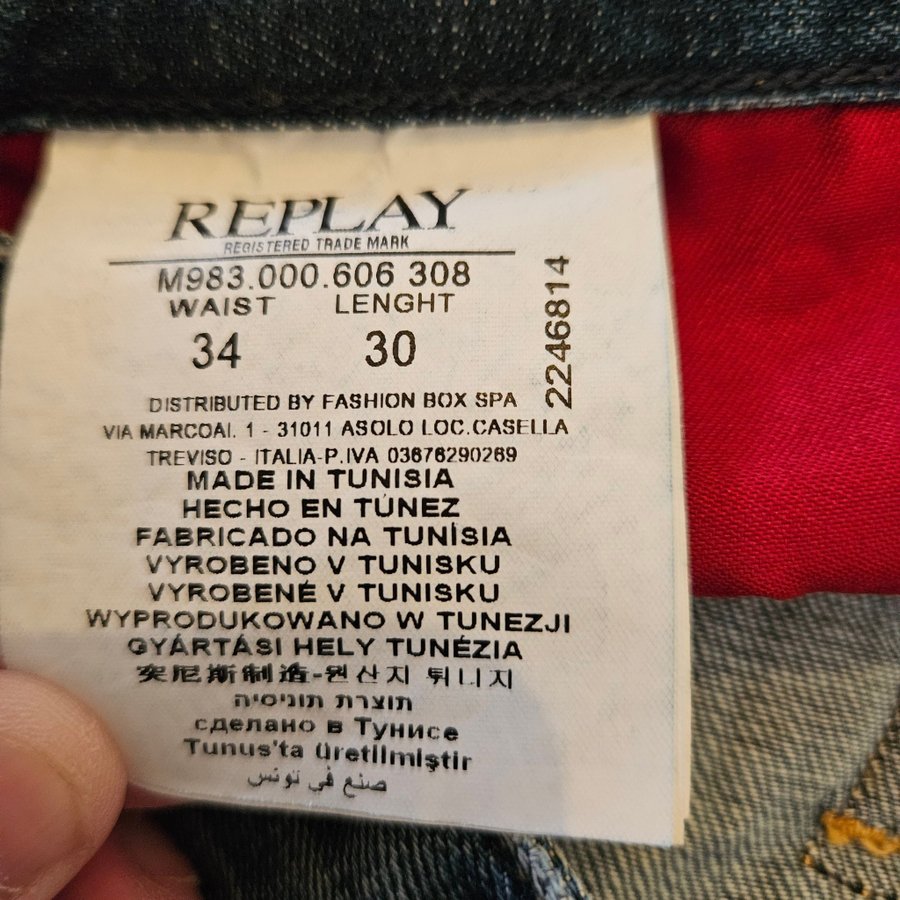 REPLAY
REGISTERED TRADE MARK
M983.000.606 308
WAIST LENGHT
34 30
2246814
DISTRIBUTED BY FASHION BOX SPA
VIA MARCOAI. 1 - 31011 ASOLO LOC.CASELLA
TREVISO - ITALIA-P.IVA 03676290269
MADE IN TUNISIA
HECHO EN TÚNEZ
FABRICADO NA TUNÍSIA
VYROBENO V TUNISKU
VYROBENÉ V TUNISKU
WYPRODUKOWANO W TUNEZJI
GYÁRTÁSI HELY TUNÉZIA
突尼斯制造-원산지 튀니지
תוצרת תוניסיה
сделано в Тунисе
Tunus'ta üretilmiştir
صنع في تونس